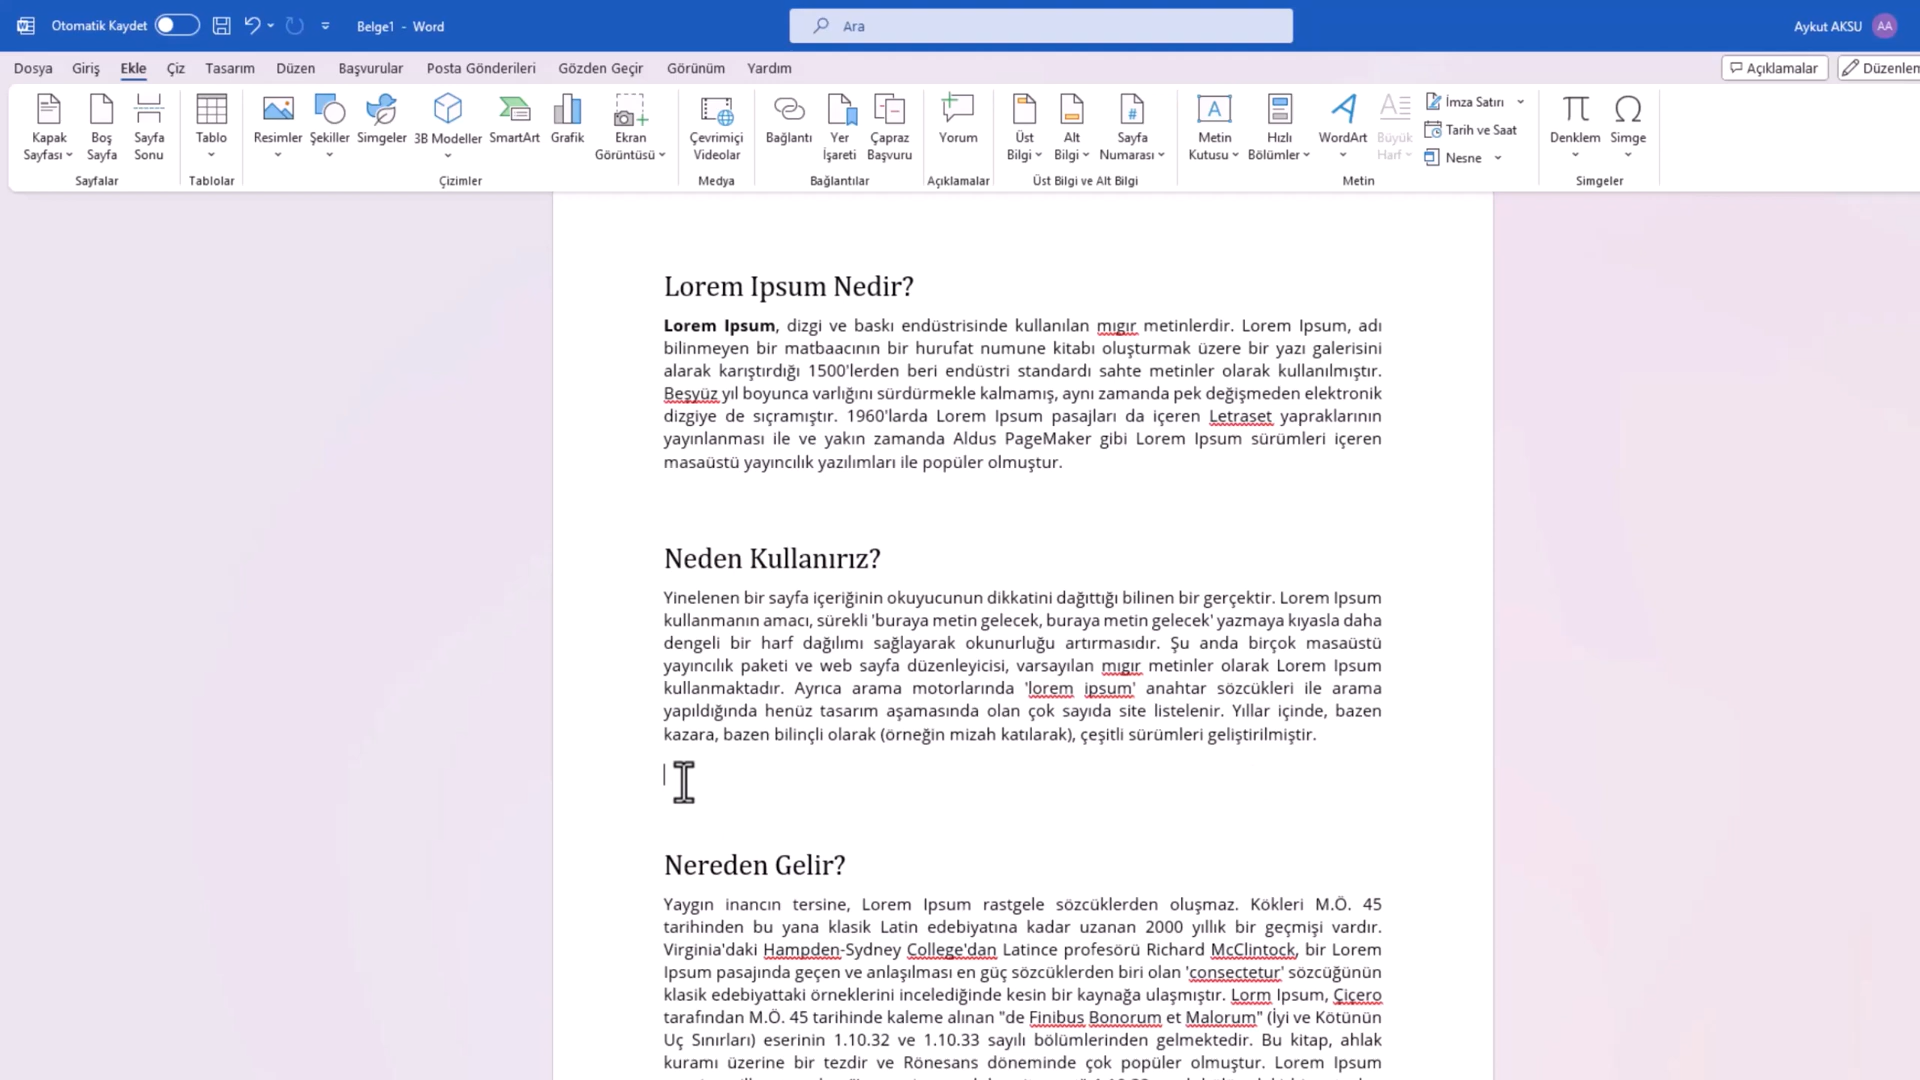 Otomatik Kaydet
Belge1 - Word
Ara
Aykut AKSU
AA
Dosya Giriş Ekle Çiz Tasarım Düzen Başvurular Posta Gönderileri Gözden Geçir Görünüm Yardım
Açıklamalar
Düzenlem
Kapak Sayfası
Boş Sayfa
Sayfa Sonu
Sayfalar
Tablo
Tablolar
Resimler
Şekiller
Simgeler
3B Modeller
SmartArt
Grafik
Ekran Görüntüsü
Çizimler
Çevrimiçi Videolar
Medya
Bağlantı
Yer İşareti
Çapraz Başvuru
Bağlantılar
Yorum
Açıklamalar
Üst Bilgi
Alt Bilgi
Sayfa Numarası
Üst Bilgi ve Alt Bilgi
Metin Kutusu
Hızlı Bölümler
WordArt
Büyük Harf
İmza Satırı
Tarih ve Saat
Nesne
Metin
Denklem
Simge
Simgeler
Lorem Ipsum Nedir?
Lorem Ipsum, dizgi ve baskı endüstrisinde kullanılan mıgır metinlerdir. Lorem Ipsum, adı
bilinmeyen bir matbaacının bir hurufat numune kitabı oluşturmak üzere bir yazı galerisini
alarak karıştırdığı 1500'lerden beri endüstri standardı sahte metinler olarak kullanılmıştır.
Beşyüz yıl boyunca varlığını sürdürmekle kalmamış, aynı zamanda pek değişmeden elektronik
dizgiye de sıçramıştır. 1960'larda Lorem Ipsum pasajları da içeren Letraset yapraklarının
yayınlanması ile ve yakın zamanda Aldus PageMaker gibi Lorem Ipsum sürümleri içeren
masaüstü yayıncılık yazılımları ile popüler olmuştur.
Neden Kullanırız?
Yinelenen bir sayfa içeriğinin okuyucunun dikkatini dağıttığı bilinen bir gerçektir. Lorem Ipsum
kullanmanın amacı, sürekli 'buraya metin gelecek, buraya metin gelecek' yazmaya kıyasla daha
dengeli bir harf dağılımı sağlayarak okunurluğu artırmasıdır. Şu anda birçok masaüstü
yayıncılık paketi ve web sayfa düzenleyicisi, varsayılan mıgır metinler olarak Lorem Ipsum
kullanmaktadır. Ayrıca arama motorlarında 'lorem ipsum' anahtar sözcükleri ile arama
yapıldığında henüz tasarım aşamasında olan çok sayıda site listelenir. Yıllar içinde, bazen
kazara, bazen bilinçli olarak (örneğin mizah katılarak), çeşitli sürümleri geliştirilmiştir.
Nereden Gelir?
Yaygın inancın tersine, Lorem Ipsum rastgele sözcüklerden oluşmaz. Kökleri M.Ö. 45
tarihinden bu yana klasik Latin edebiyatına kadar uzanan 2000 yıllık bir geçmişi vardır.
Virginia'daki Hampden-Sydney College'dan Latince profesörü Richard McClintock, bir Lorem
Ipsum pasajında geçen ve anlaşılması en güç sözcüklerden biri olan 'consectetur' sözcüğünün
klasik edebiyattaki örneklerini incelediğinde kesin bir kaynağa ulaşmıştır. Lorm Ipsum, Çiçero
tarafından M.Ö. 45 tarihinde kaleme alınan "de Finibus Bonorum et Malorum" (İyi ve Kötünün
Uç Sınırları) eserinin 1.10.32 ve 1.10.33 sayılı bölümlerinden gelmektedir. Bu kitap, ahlak
kuramı üzerine bir tezdir ve Rönesans döneminde çok popüler olmuştur. Lorem Ipsum